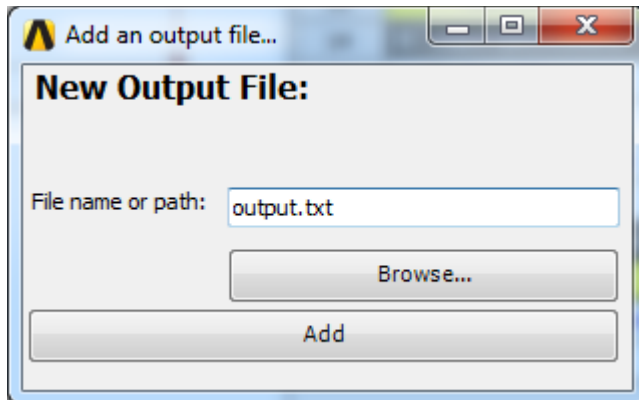 Add an output file...
New Output File:
File name or path: output.txt
Browse...
Add